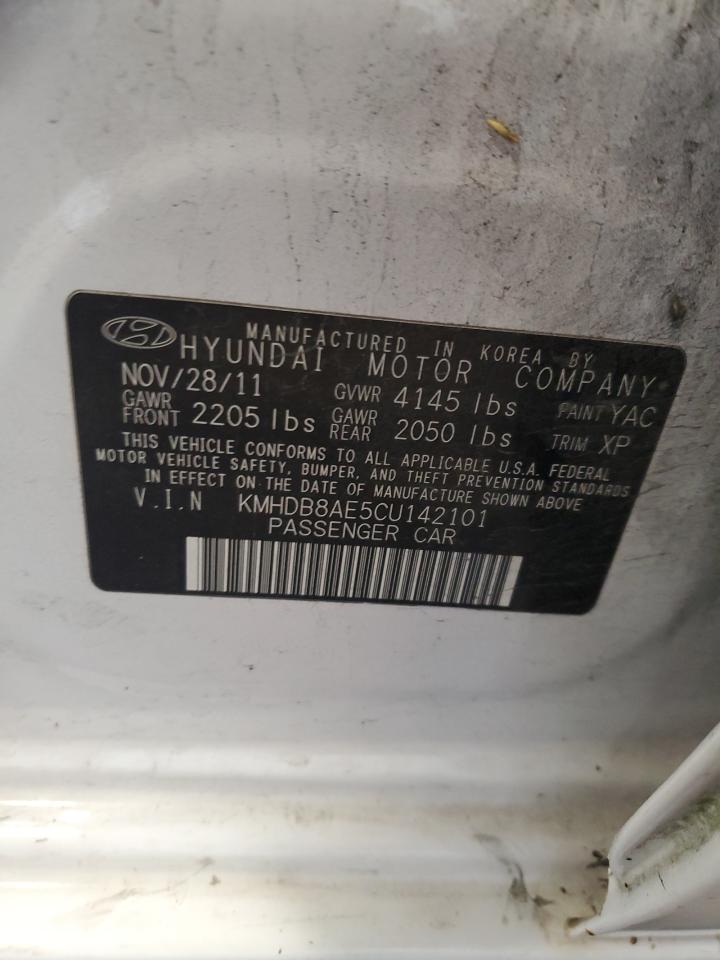 MANUFACTURED IN KOREA BY
HYUNDAI MOTOR COMPANY
NOV/28/11 GVWR 4145 lbs PAINT YAC
GAWR FRONT 2205 lbs GAWR REAR 2050 lbs TRIM XP
THIS VEHICLE CONFORMS TO ALL APPLICABLE U.S.A. FEDERAL
MOTOR VEHICLE SAFETY, BUMPER, AND THEFT PREVENTION STANDARDS
IN EFFECT ON THE DATE OF MANUFACTURE SHOWN ABOVE
V.I.N KMHDB8AE5CU142101
PASSENGER CAR